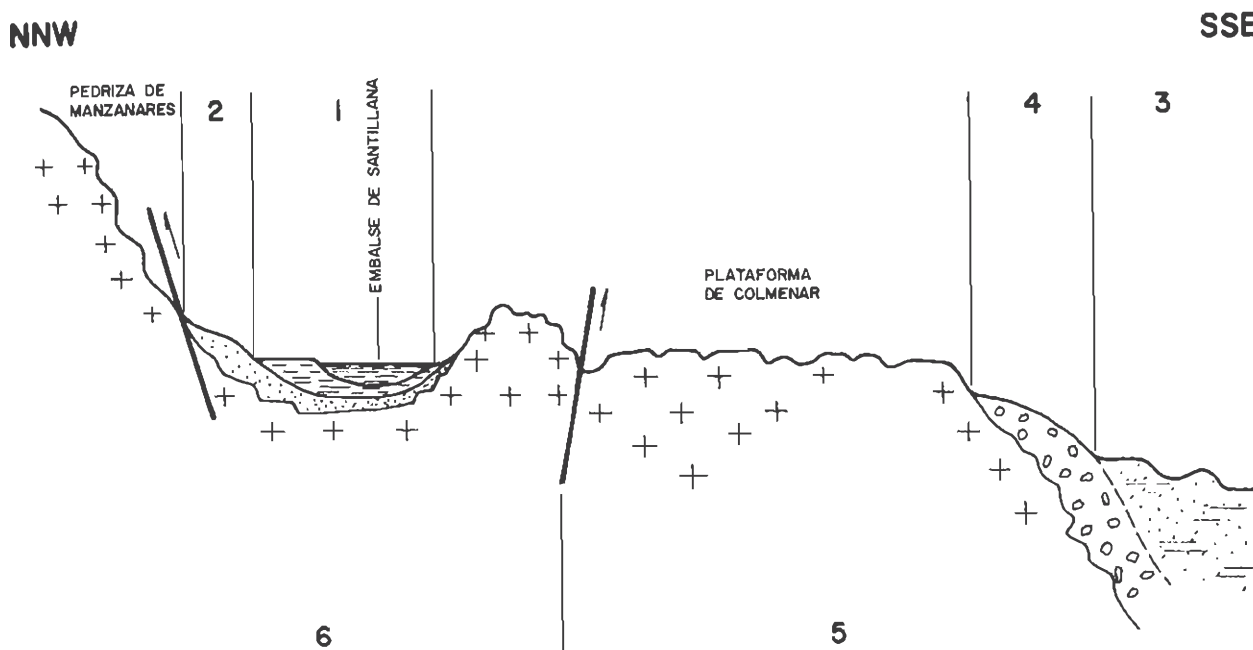 NNW
SSE
PEDRIZA DE
MANZANARES
2
1
EMBALSE DE SANTILLANA
4
3
PLATAFORMA
DE COLMENAR
6
5